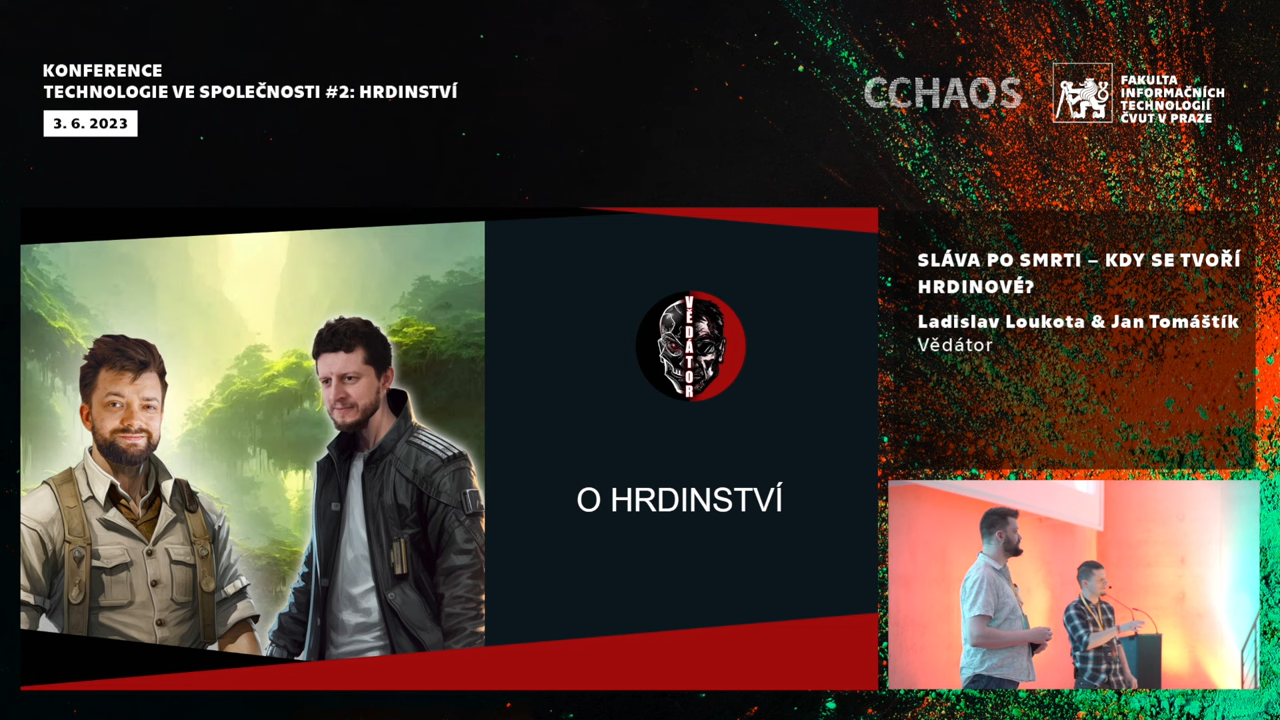 KONFERENCE
TECHNOLOGIE VE SPOLEČNOSTI #2: HRDINSTVÍ
3. 6. 2023
CCHAOS
FAKULTA
INFORMAČNÍCH
TECHNOLOGIÍ
ČVUT V PRAZE
VĚDÁTOR
O HRDINSTVÍ
SLÁVA PO SMRTI – KDY SE TVOŘÍ
HRDINOVÉ?
Ladislav Loukota & Jan Tomáštík
Vědátor